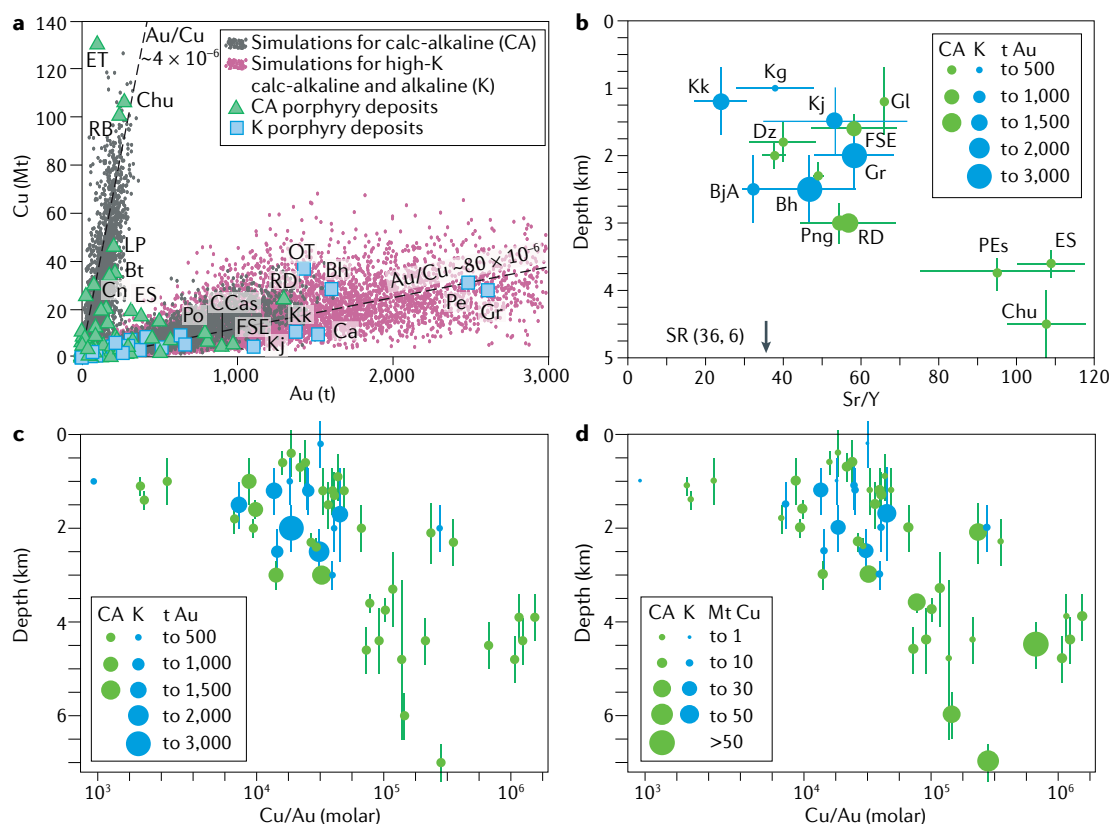 a
Au/Cu
~4 × 10⁻⁶
Simulations for calc-alkaline (CA)
Simulations for high-K
calc-alkaline and alkaline (K)
CA porphyry deposits
K porphyry deposits
ET
Chu
RB
LP
Bt
Cn
ES
Po
CCas
FSE
RD
OT
Bh
Kk
Kj
Ca
Pe
Gr
Au/Cu ~80 × 10⁻⁶
Cu (Mt)
140
120
100
80
60
40
20
0
0 1,000 2,000 3,000
Au (t)
b
CA K t Au
to 500
to 1,000
to 1,500
to 2,000
to 3,000
Kk
Kg
Kj
Gl
Dz
FSE
Gr
BjA
Bh
Png
RD
PEs
ES
Chu
SR (36, 6)
Depth (km)
0
1
2
3
4
5
0 20 40 60 80 100 120
Sr/Y
c
Depth (km)
0
2
4
6
CA K t Au
to 500
to 1,000
to 1,500
to 2,000
to 3,000
10³ 10⁴ 10⁵ 10⁶
Cu/Au (molar)
d
Depth (km)
0
2
4
6
CA K Mt Cu
to 1
to 10
to 30
to 50
>50
10³ 10⁴ 10⁵ 10⁶
Cu/Au (molar)